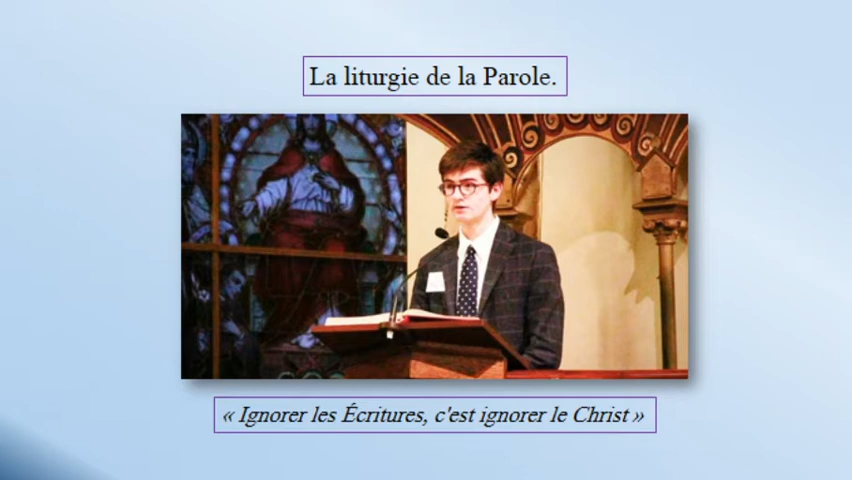 La liturgie de la Parole.
« Ignorer les Écritures, c'est ignorer le Christ »